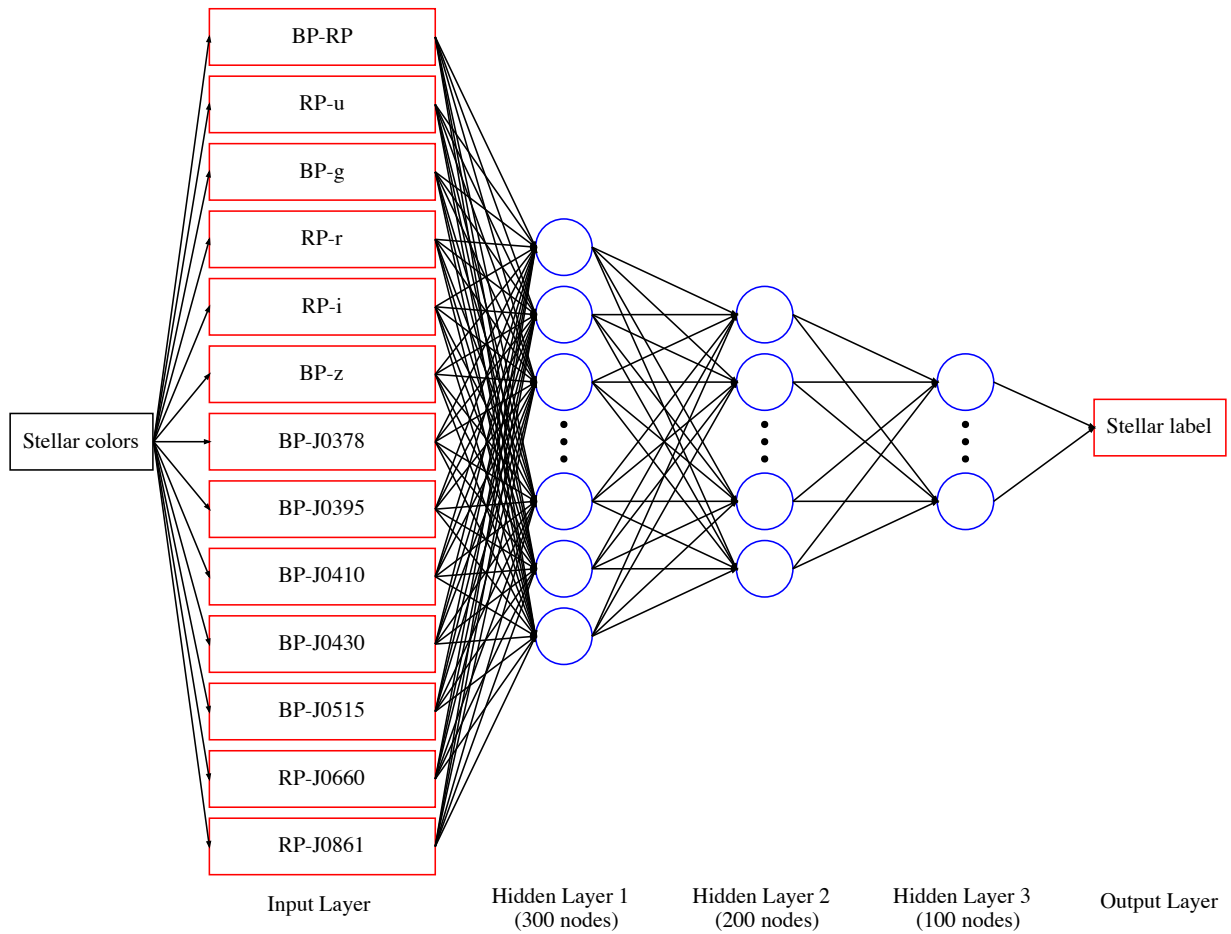 Stellar colors
BP-RP
RP-u
BP-g
RP-r
RP-i
BP-z
BP-J0378
BP-J0395
BP-J0410
BP-J0430
BP-J0515
RP-J0660
RP-J0861
Stellar label
Input Layer
Hidden Layer 1
(300 nodes)
Hidden Layer 2
(200 nodes)
Hidden Layer 3
(100 nodes)
Output Layer